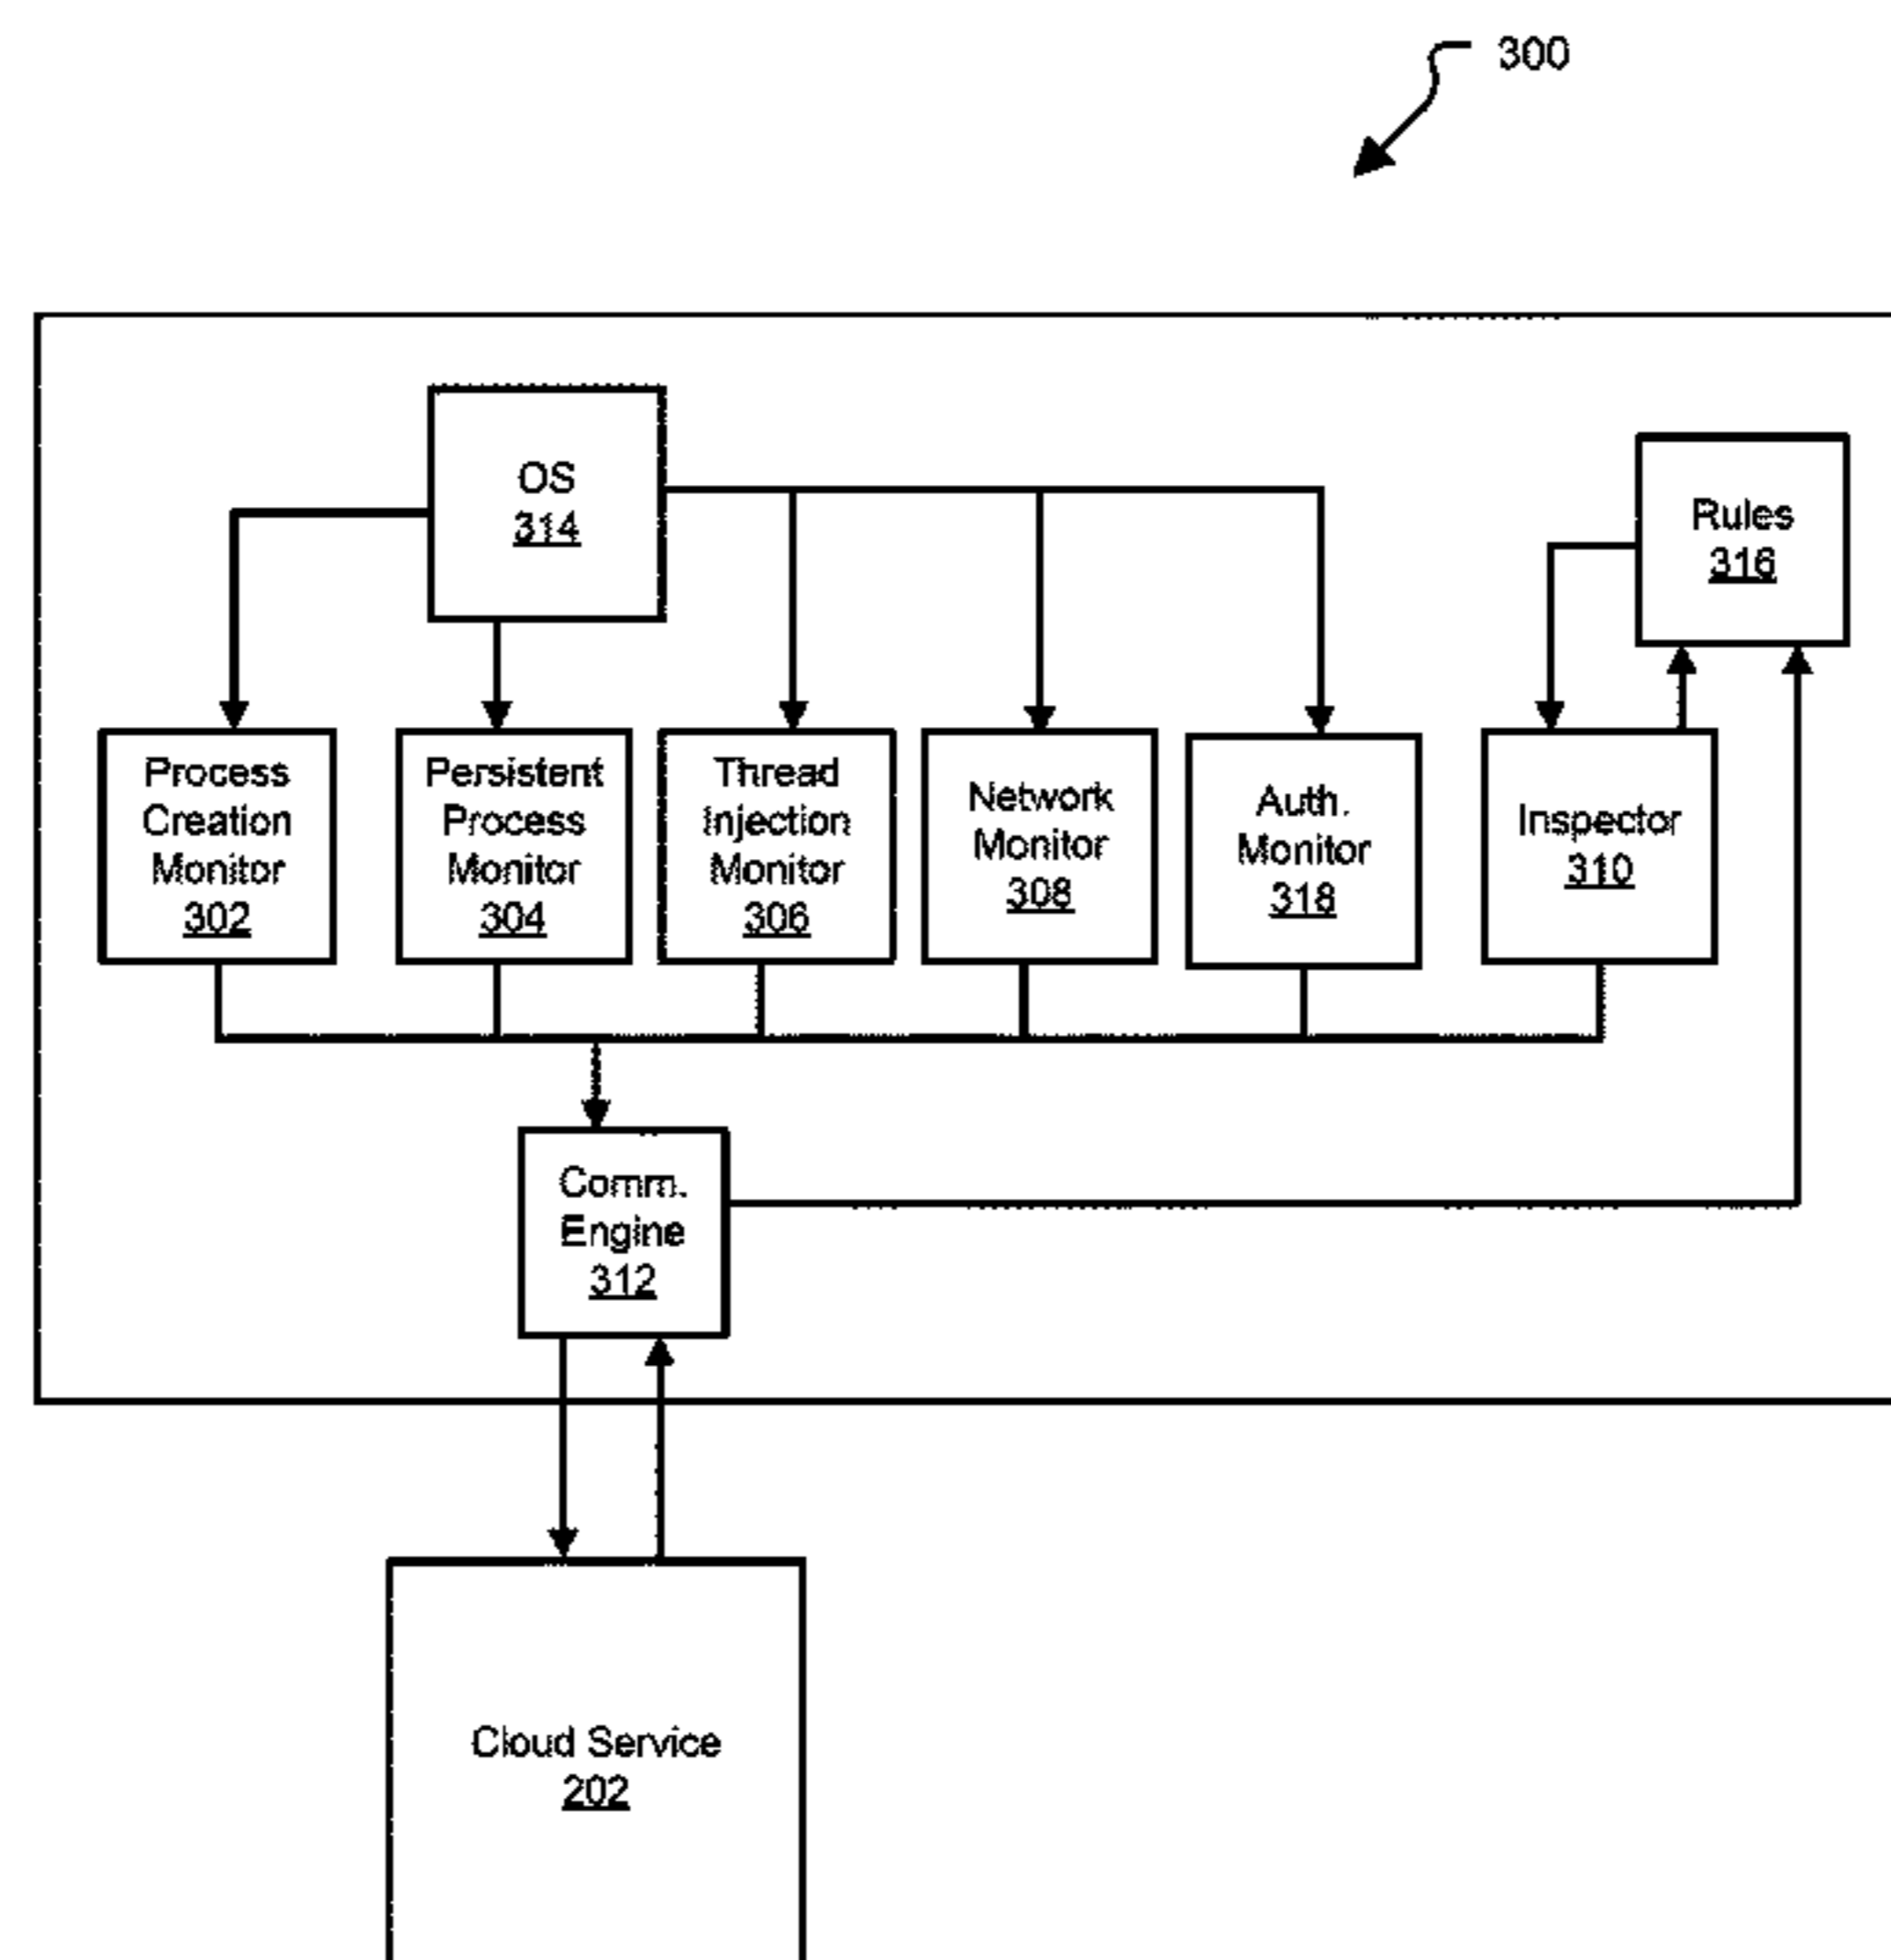 300
OS
314
Rules
316
Process
Creation
Monitor
302
Persistent
Process
Monitor
304
Thread
Injection
Monitor
306
Network
Monitor
308
Auth.
Monitor
318
Inspector
310
Comm.
Engine
312
Cloud Service
202